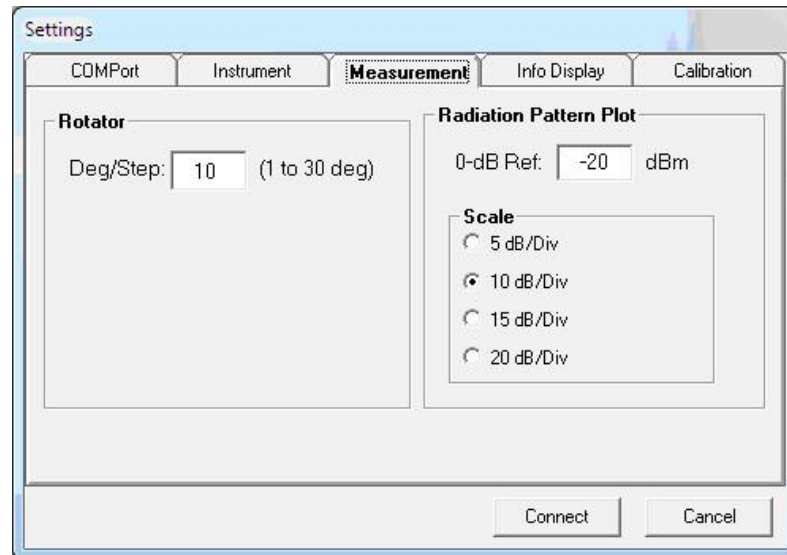 Settings
COMPort Instrument Measurement Info Display Calibration
Rotator
Deg/Step: 10 (1 to 30 deg)
Radiation Pattern Plot
0-dB Ref: -20 dBm
Scale
5 dB/Div
10 dB/Div
15 dB/Div
20 dB/Div
Connect Cancel